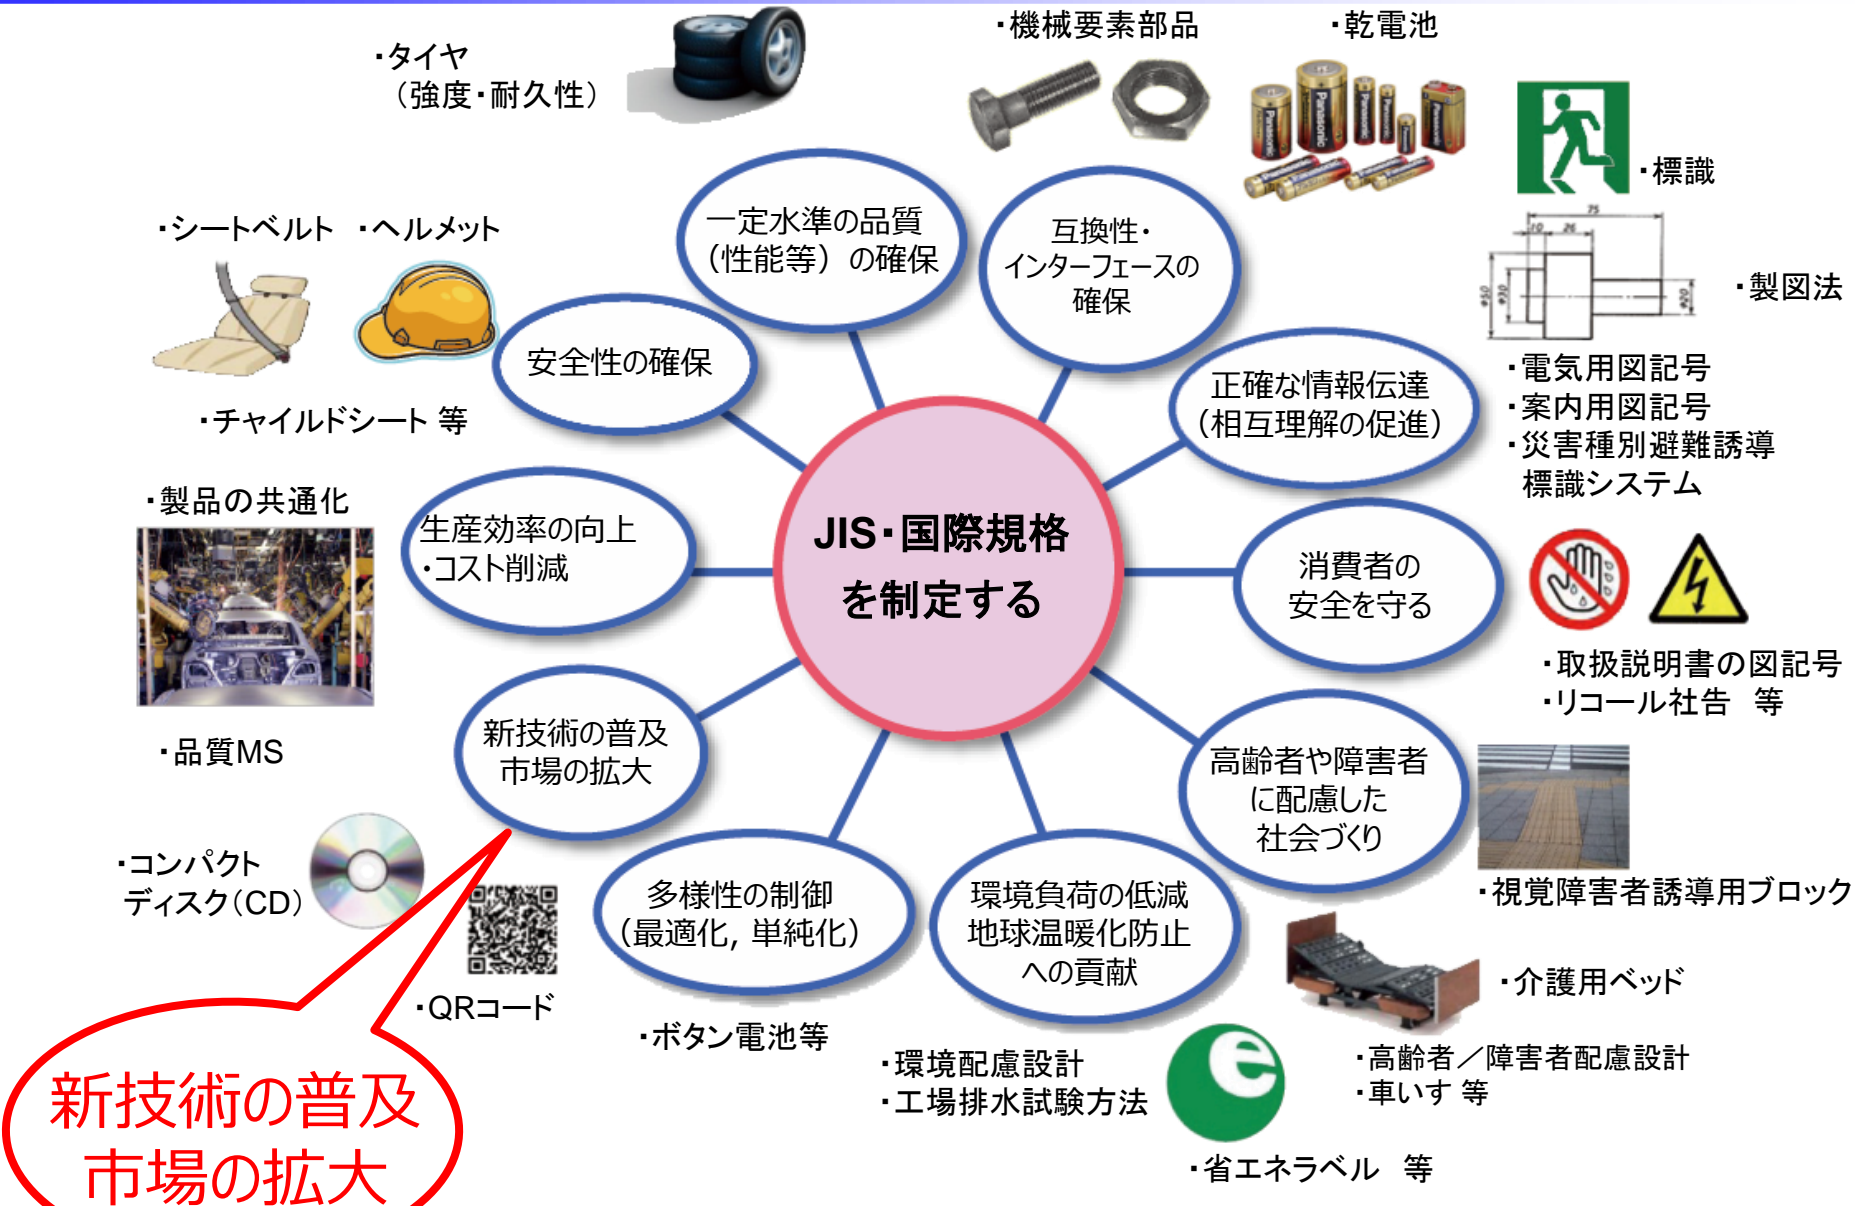 ・タイヤ
（強度・耐久性）
・機械要素部品
・乾電池
Panasonic
Panasonic
Panasonic
Panasonic
・標識
・シートベルト
・ヘルメット
一定水準の品質
（性能等）の確保
互換性・
インターフェースの
確保
75
10
26
φ50
φ30
φ20
・製図法
安全性の確保
正確な情報伝達
（相互理解の促進）
・電気用図記号
・案内用図記号
・災害種別避難誘導
標識システム
・チャイルドシート 等
・製品の共通化
生産効率の向上
・コスト削減
JIS・国際規格
を制定する
消費者の
安全を守る
・取扱説明書の図記号
・リコール社告　等
・品質MS
新技術の普及
市場の拡大
高齢者や障害者
に配慮した
社会づくり
・視覚障害者誘導用ブロック
・コンパクト
ディスク（CD）
・QRコード
多様性の制御
（最適化, 単純化）
・ボタン電池等
環境負荷の低減
地球温暖化防止
への貢献
・介護用ベッド
・環境配慮設計
・工場排水試験方法
e
・高齢者／障害者配慮設計
・車いす 等
・省エネラベル　等
新技術の普及
市場の拡大